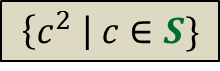 {c² | c ∈ S}